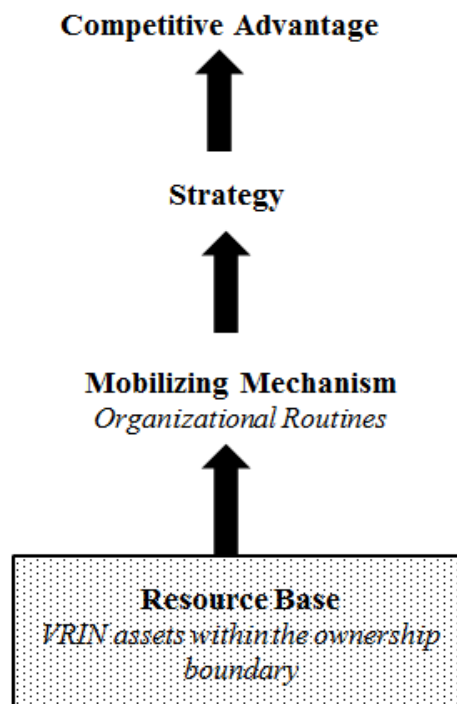 Competitive Advantage
Strategy
Mobilizing Mechanism
Organizational Routines
Resource Base
VRIN assets within the ownership
boundary